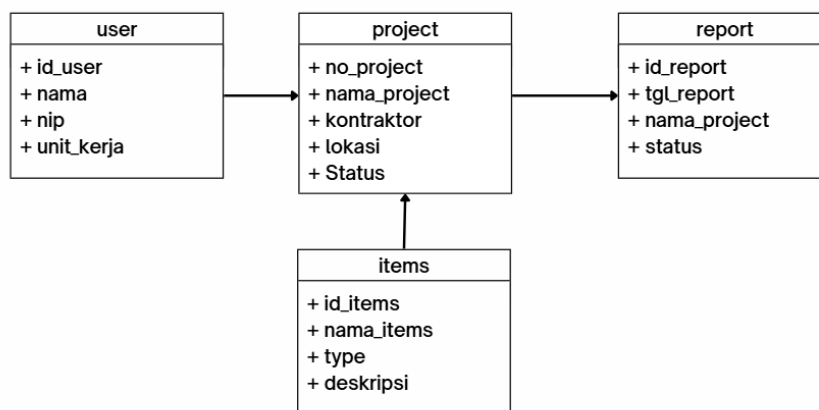 user
+ id_user
+ nama
+ nip
+ unit_kerja
project
+ no_project
+ nama_project
+ kontraktor
+ lokasi
+ Status
report
+ id_report
+ tgl_report
+ nama_project
+ status
items
+ id_items
+ nama_items
+ type
+ deskripsi